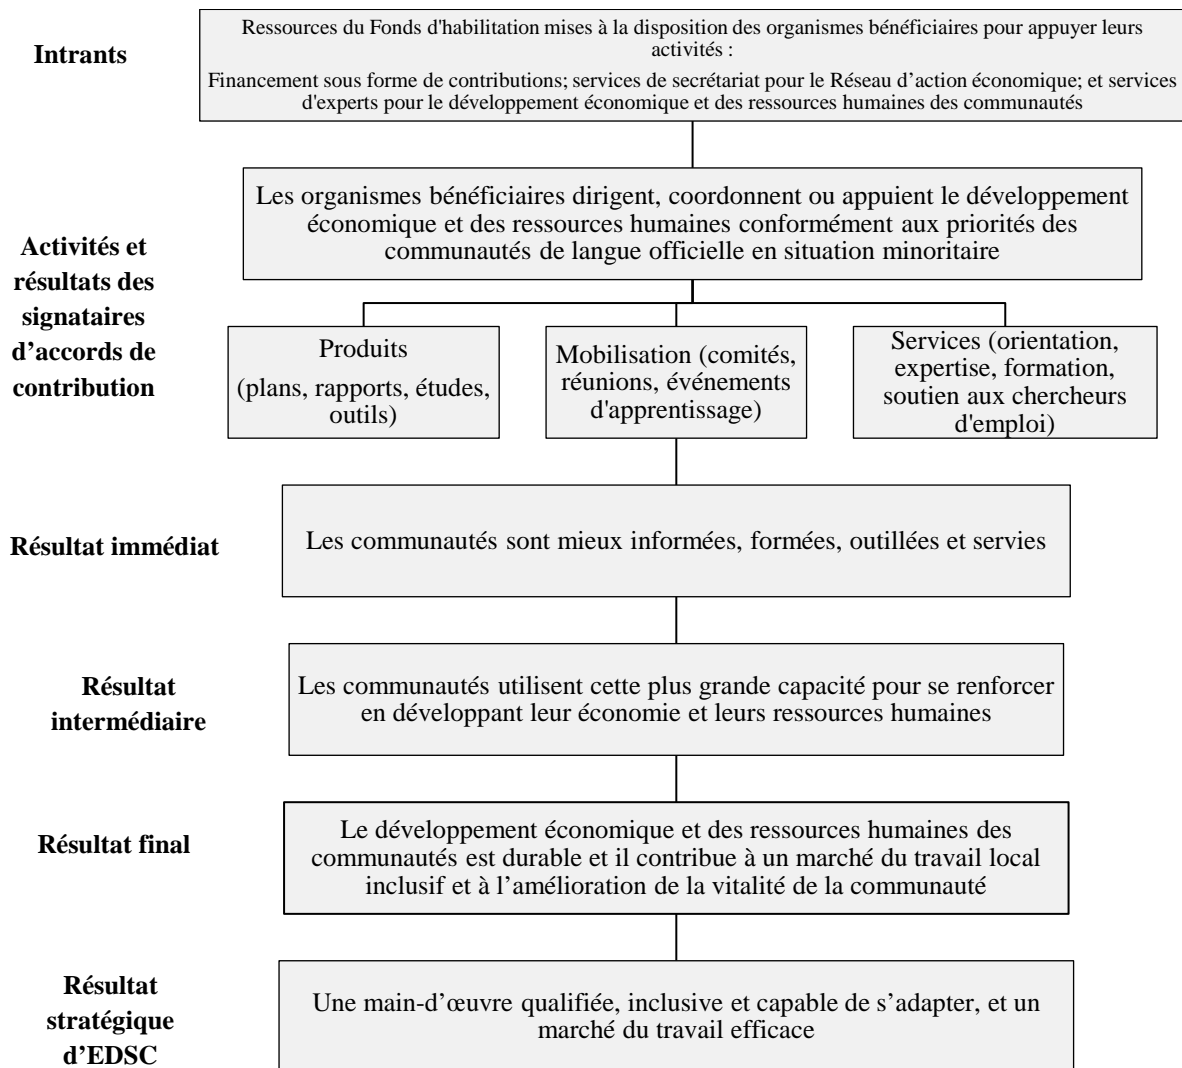 Intrants
Ressources du Fonds d'habilitation mises à la disposition des organismes bénéficiaires pour appuyer leurs
activités :
Financement sous forme de contributions; services de secrétariat pour le Réseau d’action économique; et services
d'experts pour le développement économique et des ressources humaines des communautés
Activités et
résultats des
signataires
d’accords de
contribution
Les organismes bénéficiaires dirigent, coordonnent ou appuient le développement
économique et des ressources humaines conformément aux priorités des
communautés de langue officielle en situation minoritaire
Produits
(plans, rapports, études,
outils)
Mobilisation (comités,
réunions, événements
d'apprentissage)
Services (orientation,
expertise, formation,
soutien aux chercheurs
d'emploi)
Résultat immédiat
Les communautés sont mieux informées, formées, outillées et servies
Résultat
intermédiaire
Les communautés utilisent cette plus grande capacité pour se renforcer
en développant leur économie et leurs ressources humaines
Résultat final
Le développement économique et des ressources humaines des
communautés est durable et il contribue à un marché du travail local
inclusif et à l’amélioration de la vitalité de la communauté
Résultat
stratégique
d’EDSC
Une main-d’œuvre qualifiée, inclusive et capable de s’adapter, et un
marché du travail efficace